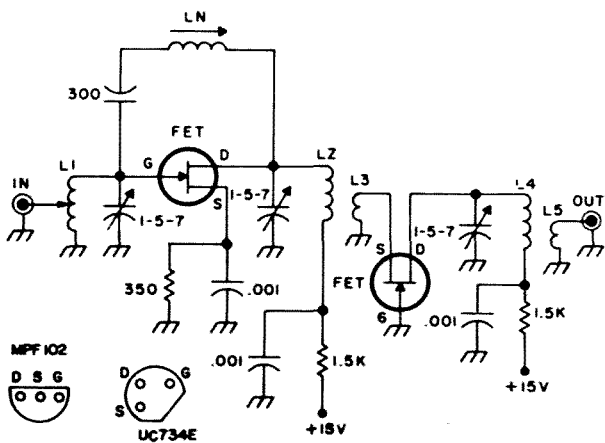 LN
300
FET
L1
G
D
L2
IN
S
1-5-7
1-5-7
L3
L4
L5
OUT
S
D
1-5-7
350
.001
FET
6
.001
1.5K
.001
1.5K
+15V
+15V
MPF102
D S G
D
G
S
UC734E